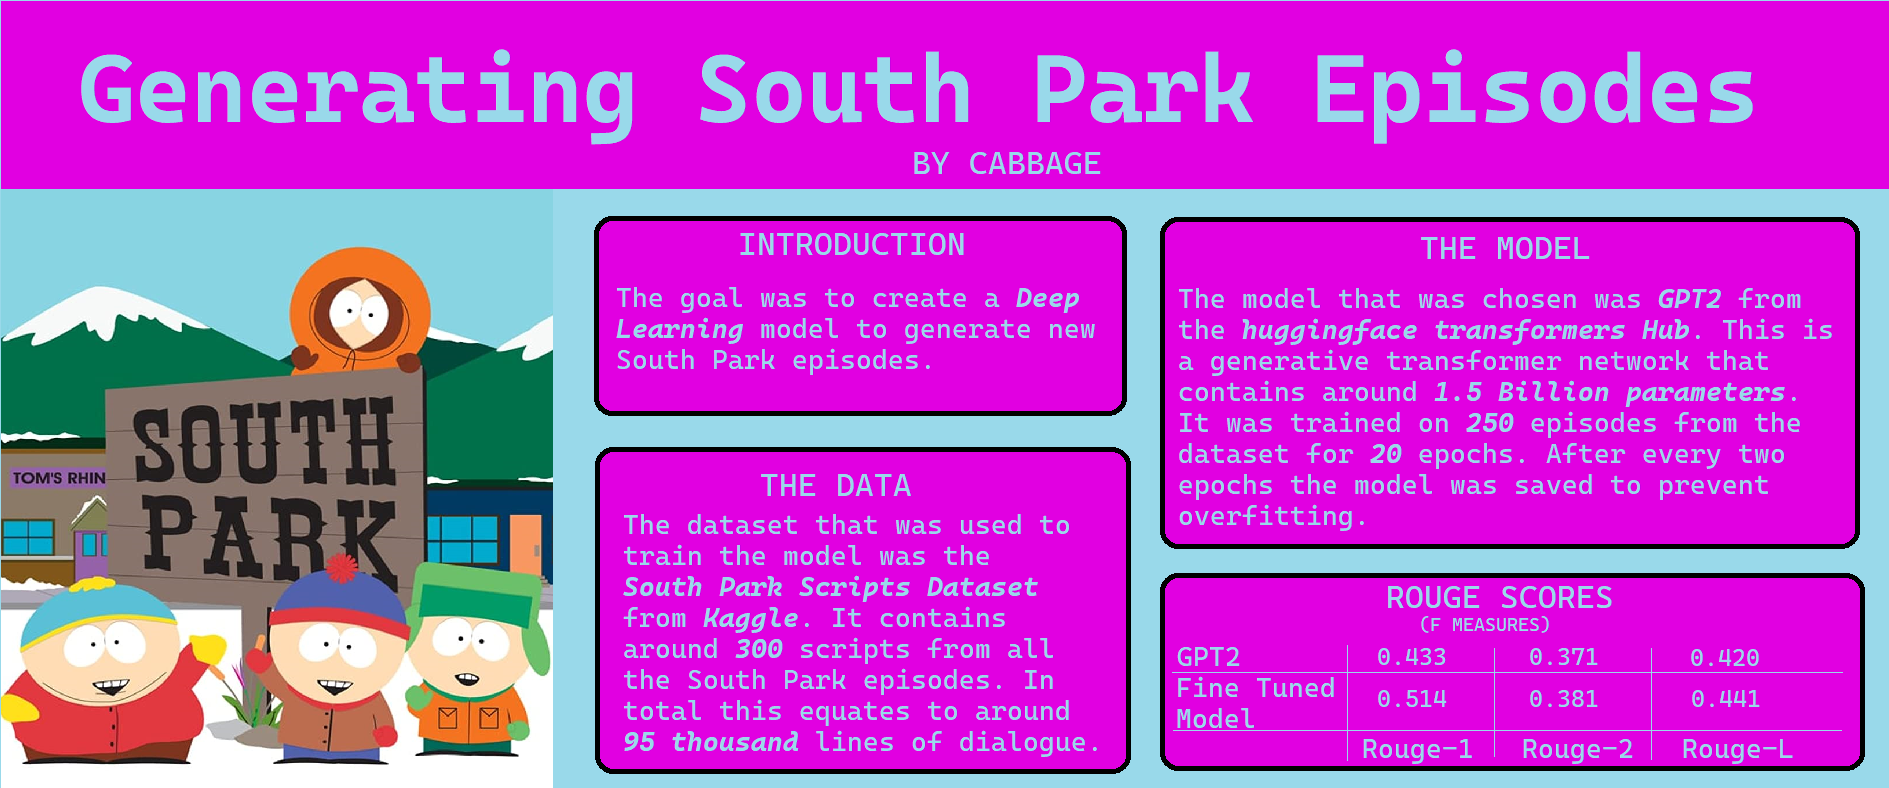 Generating South Park Episodes
BY CABBAGE
TOM'S RHIN
SOUTH
PARK
INTRODUCTION
The goal was to create a Deep
Learning model to generate new
South Park episodes.
THE DATA
The dataset that was used to
train the model was the
South Park Scripts Dataset
from Kaggle. It contains
around 300 scripts from all
the South Park episodes. In
total this equates to around
95 thousand lines of dialogue.
THE MODEL
The model that was chosen was GPT2 from
the huggingface transformers Hub. This is
a generative transformer network that
contains around 1.5 Billion parameters.
It was trained on 250 episodes from the
dataset for 20 epochs. After every two
epochs the model was saved to prevent
overfitting.
ROUGE SCORES
(F MEASURES)
GPT2 0.433 0.371 0.420
Fine Tuned
Model 0.514 0.381 0.441
Rouge-1 Rouge-2 Rouge-L